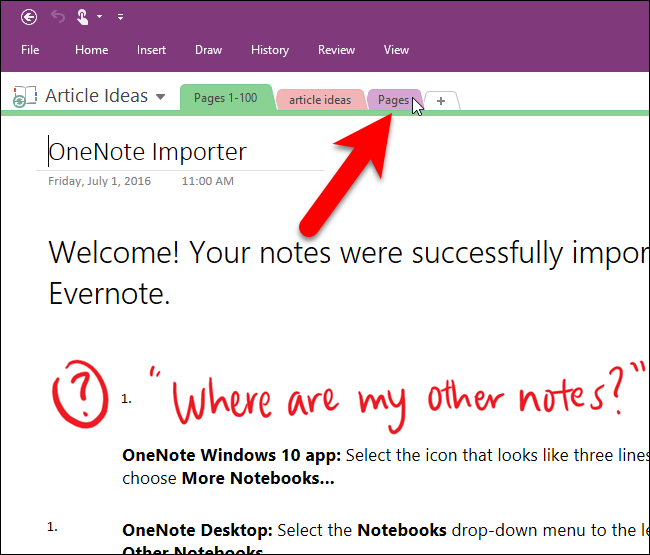 File Home Insert Draw History Review View
Article Ideas Pages 1-100 article ideas Pages +
OneNote Importer
Friday, July 1, 2016 11:00 AM
Welcome! Your notes were successfully impor
Evernote.
? 1. "Where are my other notes?"
OneNote Windows 10 app: Select the icon that looks like three lines
choose More Notebooks...
1. OneNote Desktop: Select the Notebooks drop-down menu to the le
Other Notebooks